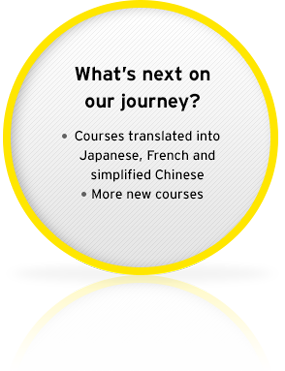 What's next on
our journey?
• Courses translated into
Japanese, French and
simplified Chinese
• More new courses